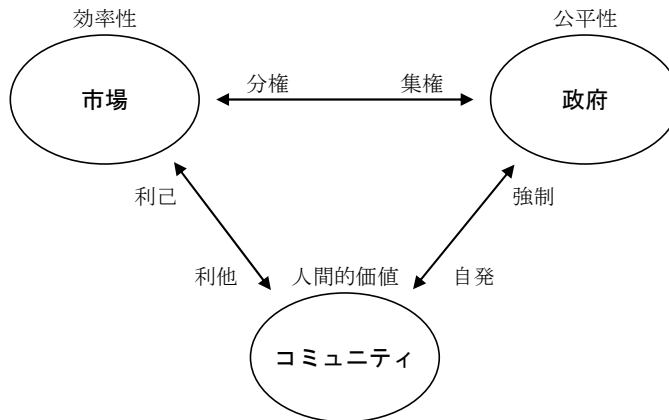 効率性
公平性
市場
分権
集権
政府
利己
強制
利他
人間的価値
自発
コミュニティ